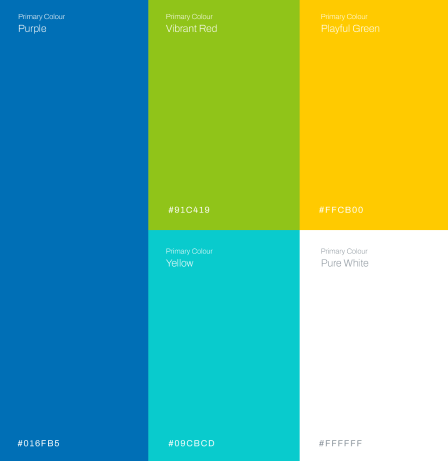 Primary Colour
Purple
#016FB5
Primary Colour
Vibrant Red
#91C419
Primary Colour
Playful Green
#FFCB00
Primary Colour
Yellow
#09CBCD
Primary Colour
Pure White
#FFFFFF